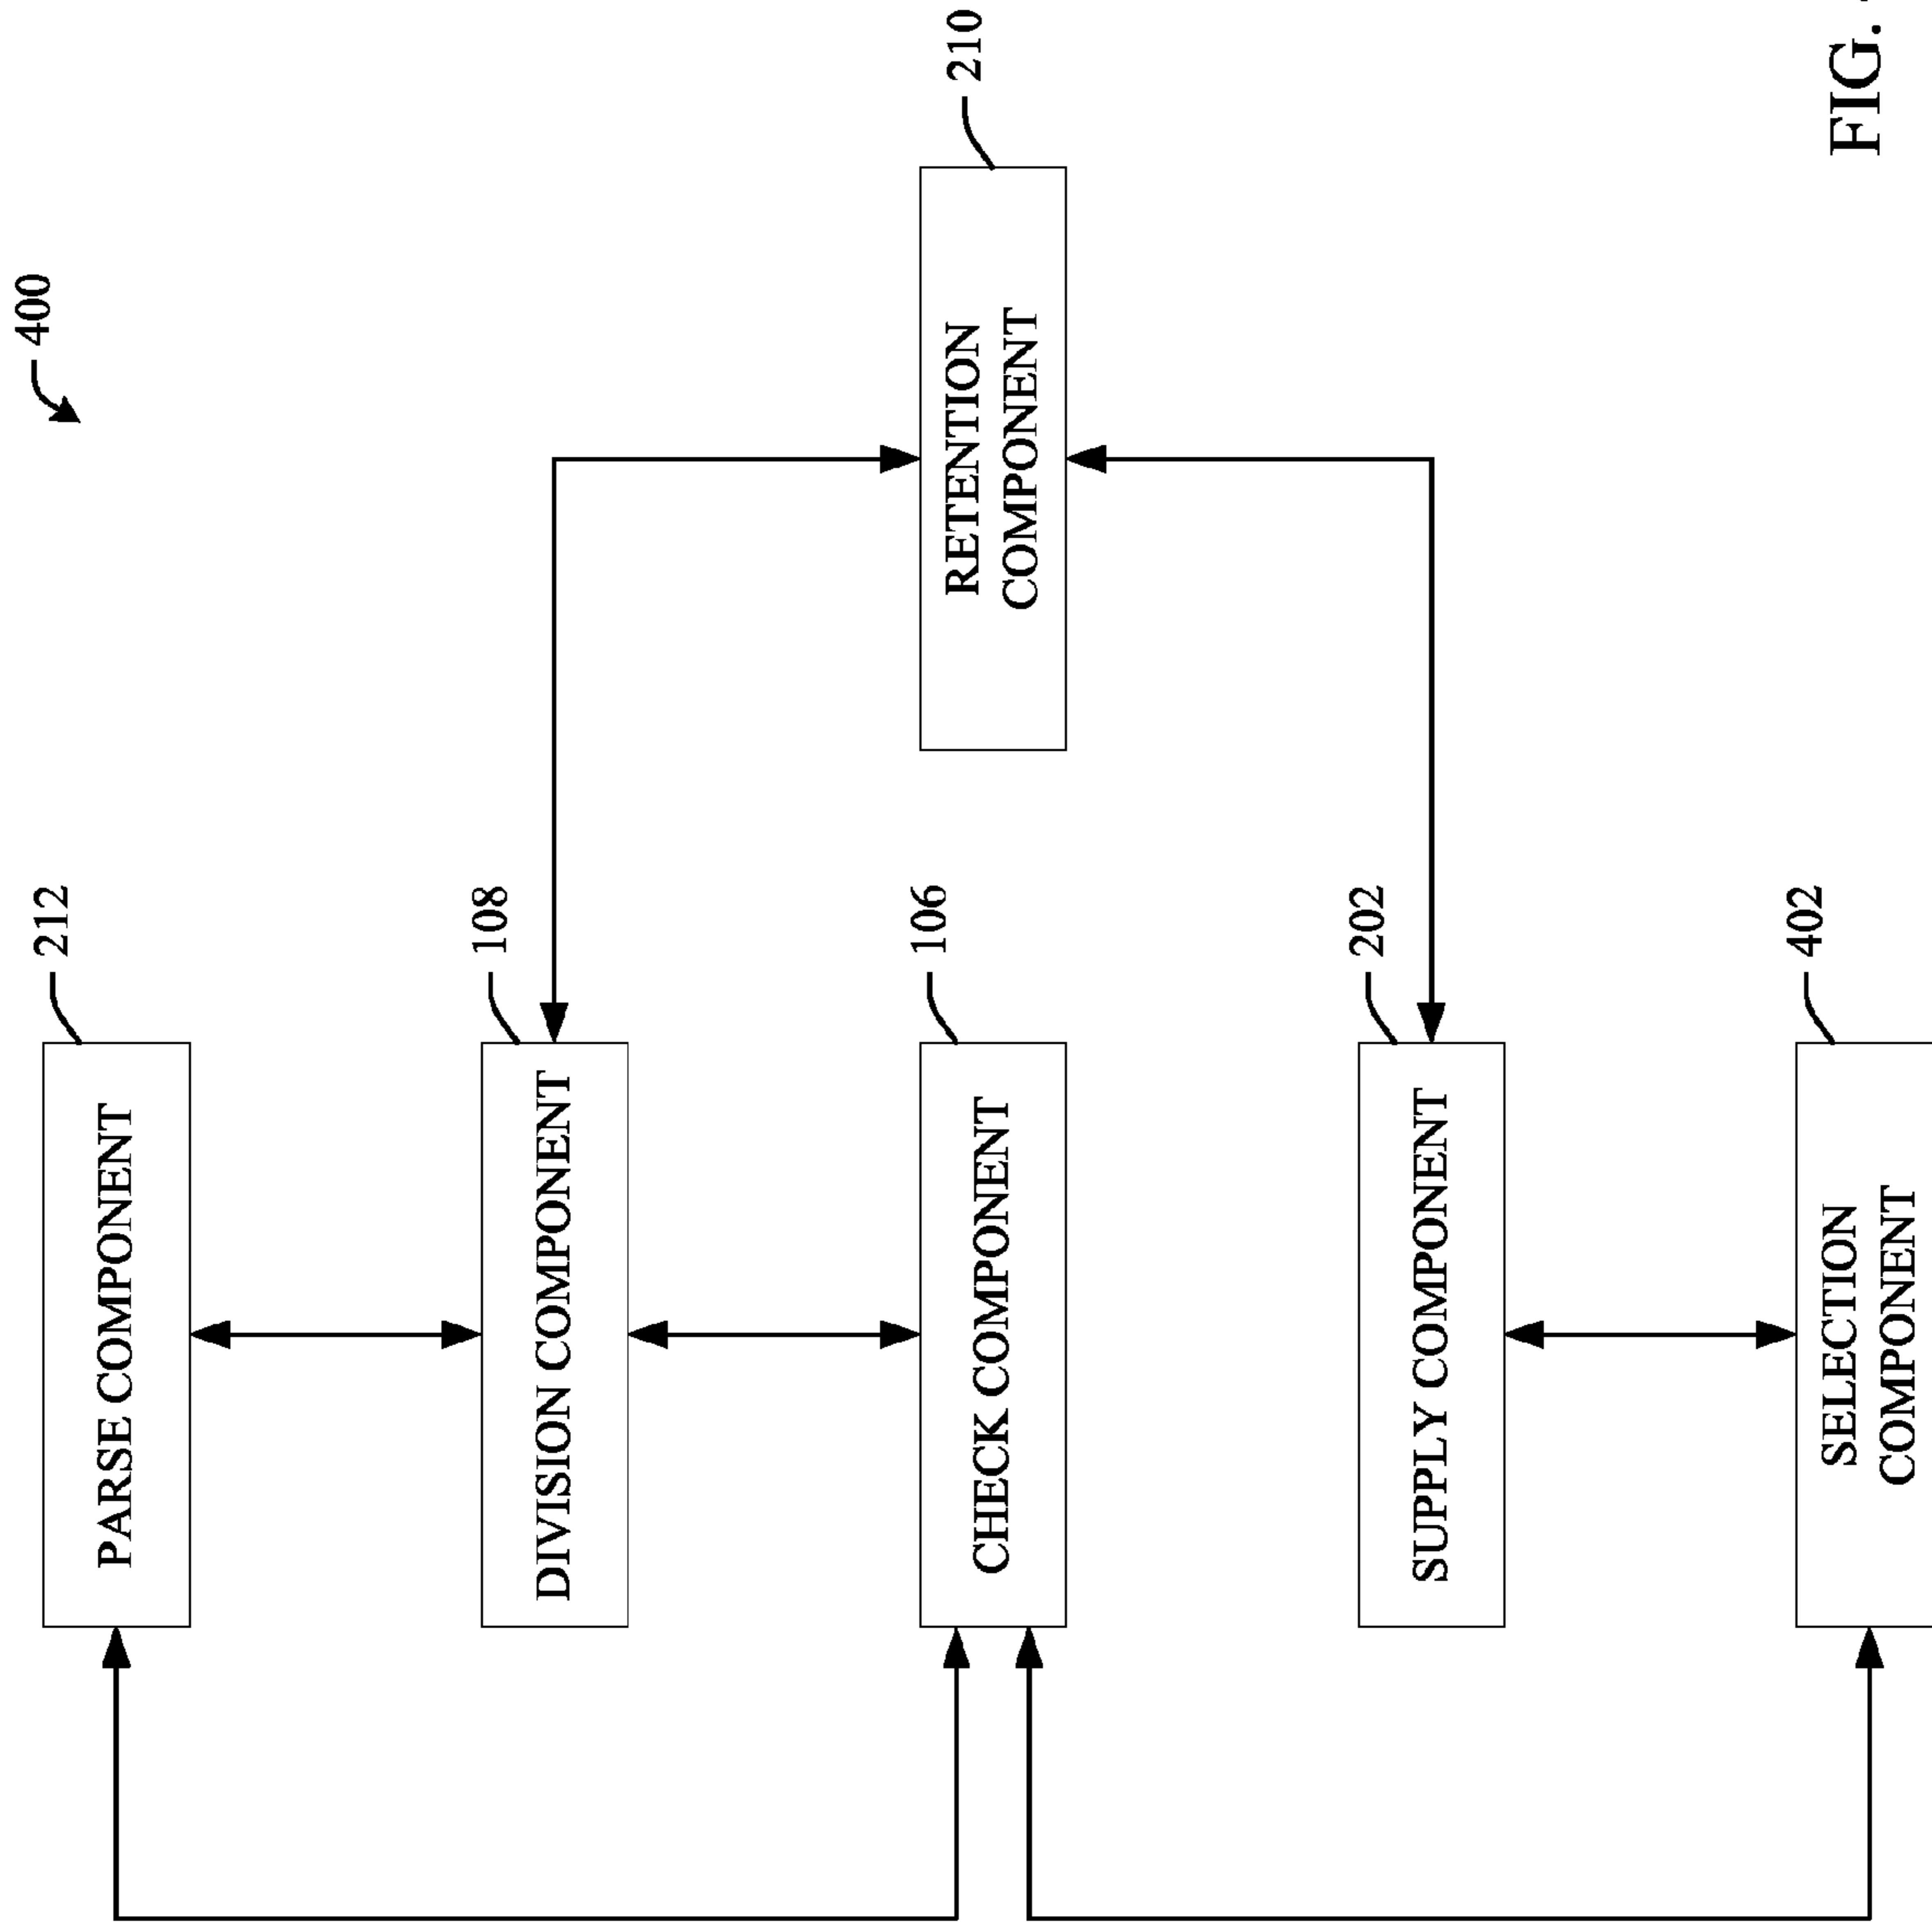 400
212
PARSE COMPONENT
108
DIVISION COMPONENT
106
CHECK COMPONENT
210
RETENTION
COMPONENT
202
SUPPLY COMPONENT
402
SELECTION
COMPONENT
FIG.